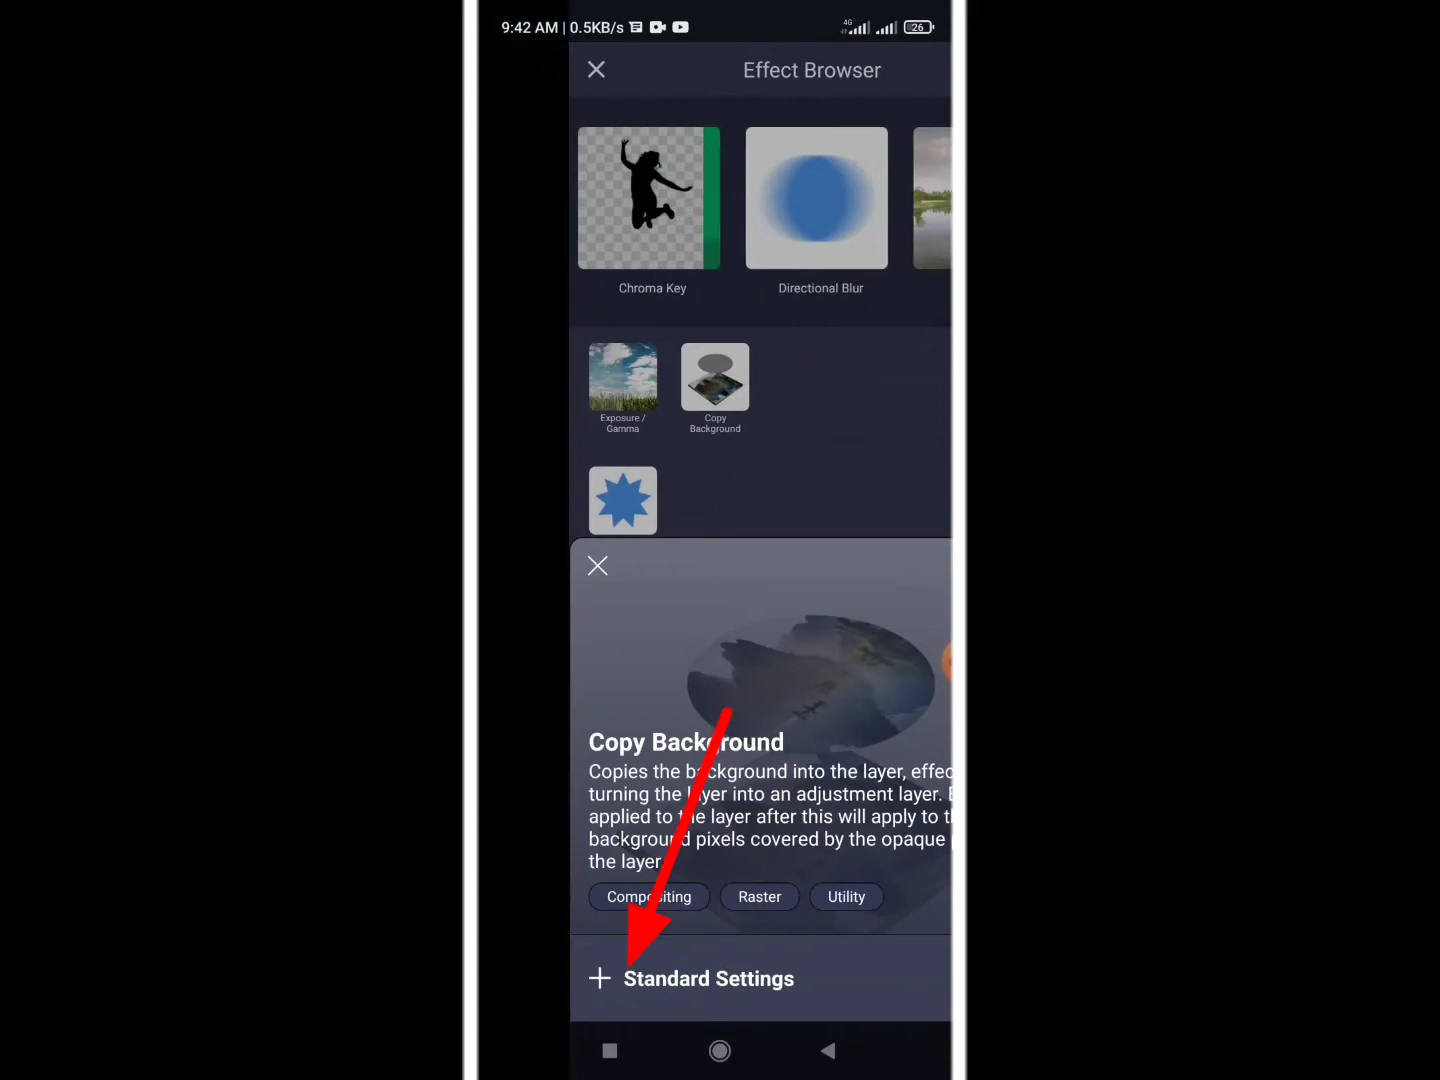 9:42 AM | 0.5KB/s
4G
26
Effect Browser
Chroma Key
Directional Blur
Exposure /
Gamma
Copy
Background
Copy Background
Copies the background into the layer, effec
turning the layer into an adjustment layer.
applied to the layer after this will apply to t
background pixels covered by the opaque
the layer
Compositing
Raster
Utility
+ Standard Settings